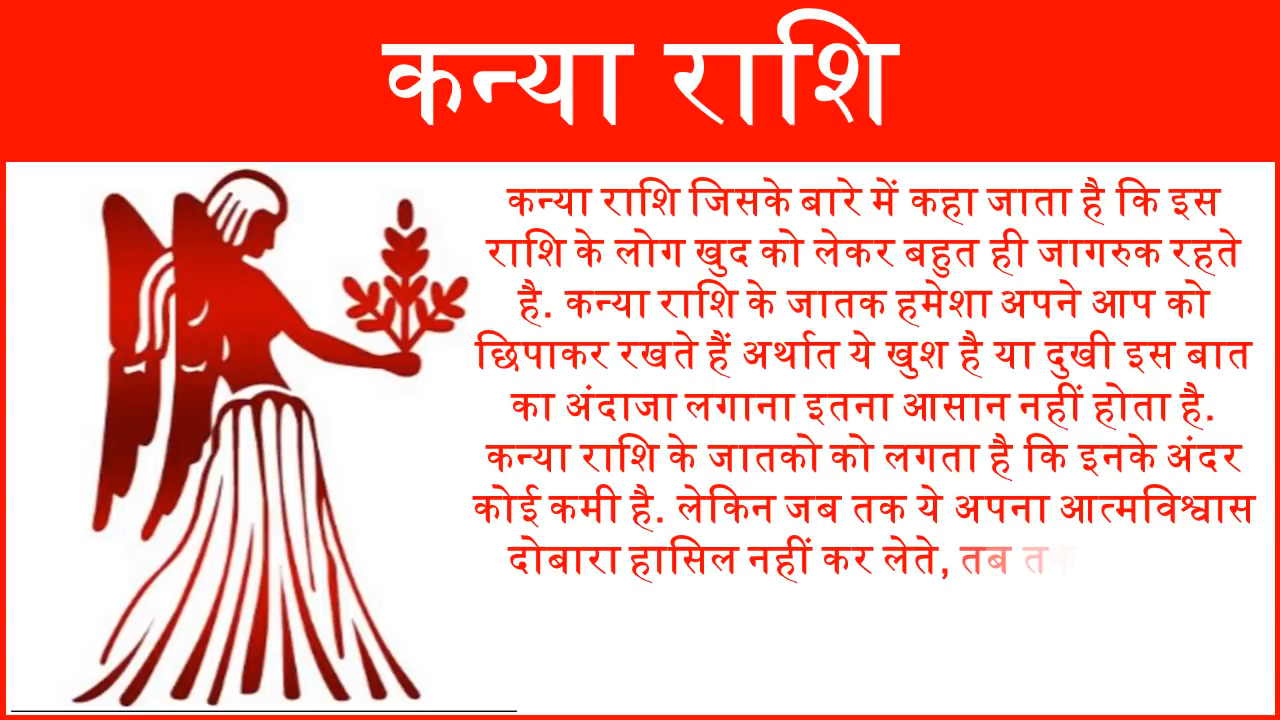 कन्या राशि
कन्या राशि जिसके बारे में कहा जाता है कि इस
राशि के लोग खुद को लेकर बहुत ही जागरुक रहते
है. कन्या राशि के जातक हमेशा अपने आप को
छिपाकर रखते हैं अर्थात ये खुश है या दुखी इस बात
का अंदाजा लगाना इतना आसान नहीं होता है.
कन्या राशि के जातको को लगता है कि इनके अंदर
कोई कमी है. लेकिन जब तक ये अपना आत्मविश्वास
दोबारा हासिल नहीं कर लेते, तब